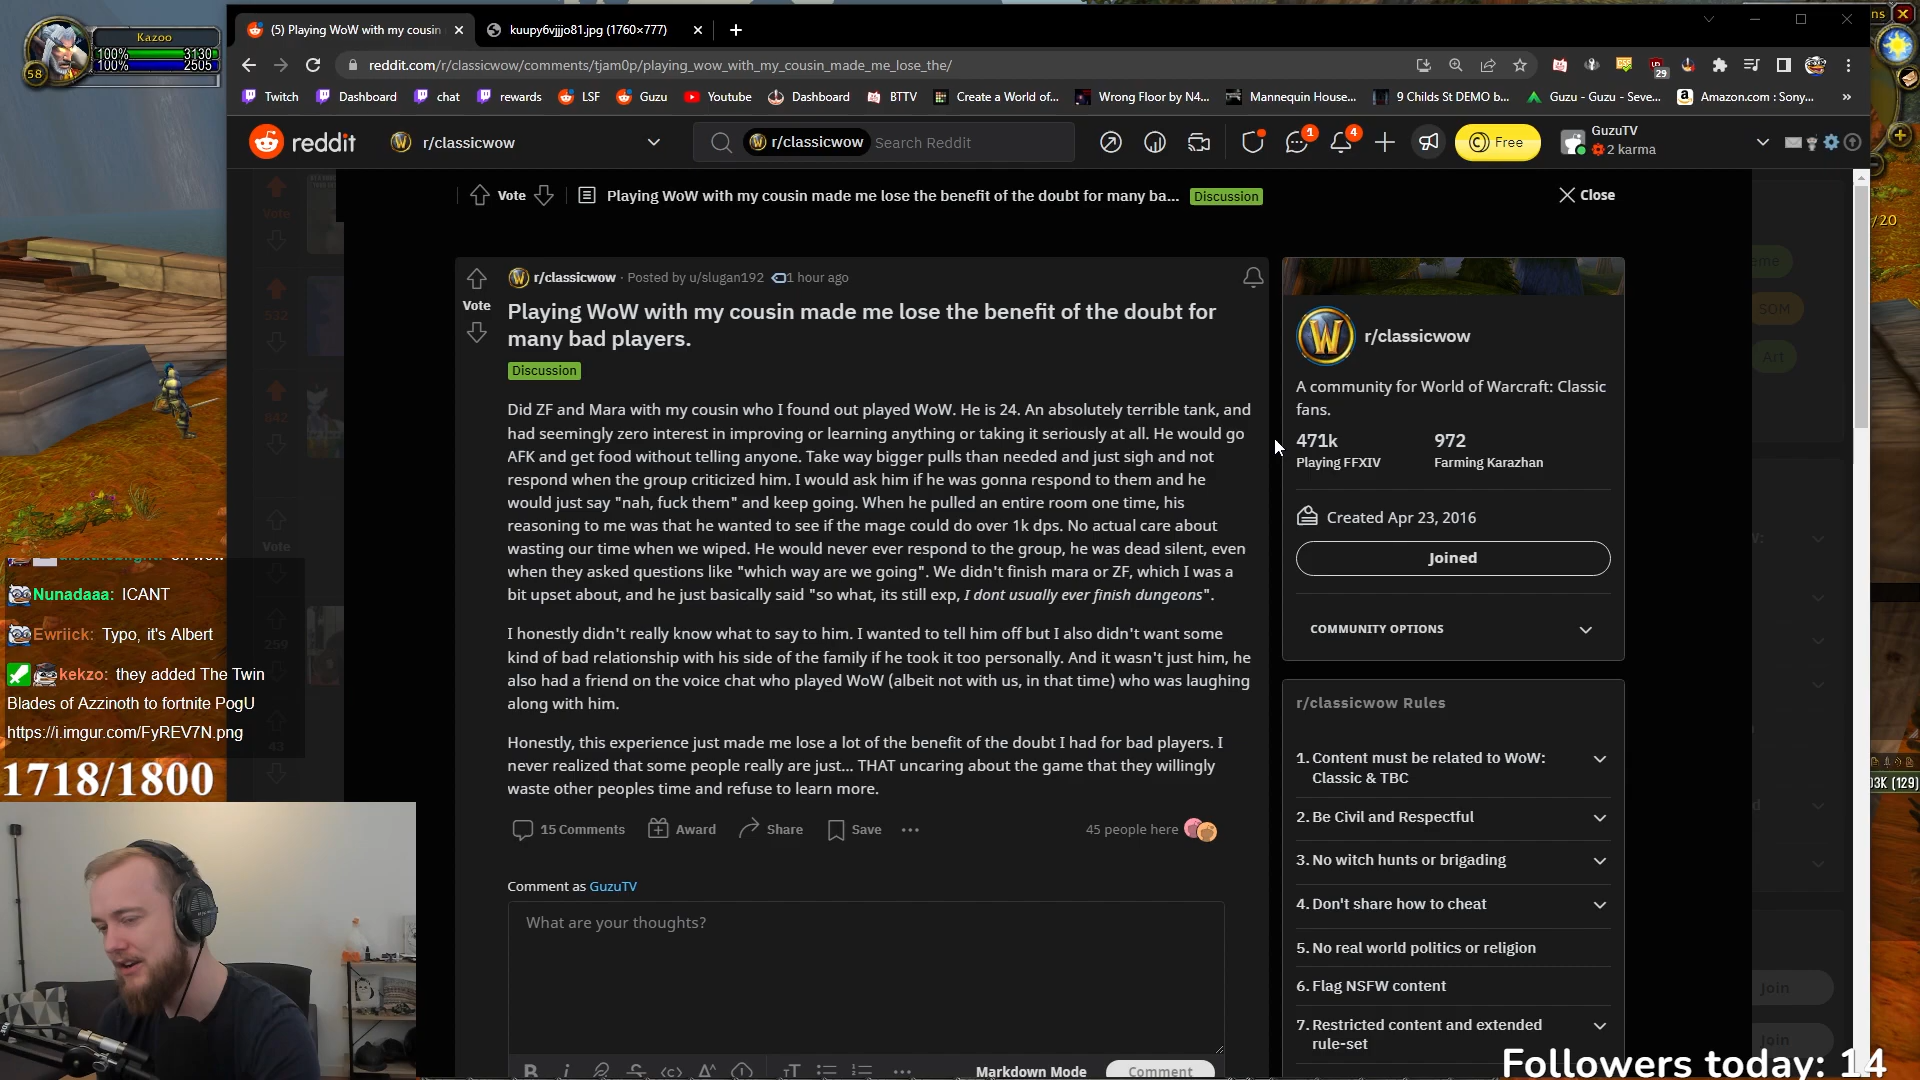 Kazoo
100% 3130
100% 2505
58
(5) Playing WoW with my cousin
kuupy6vjjjo81.jpg (1760×777)
reddit.com/r/classicwow/comments/tjam0p/playing_wow_with_my_cousin_made_me_lose_the/
29
Twitch
Dashboard
chat
rewards
LSF
Guzu
Youtube
Dashboard
BTTV
Create a World of...
Wrong Floor by N4...
Mannequin House...
9 Childs St DEMO b...
Guzu - Guzu - Seve...
Amazon.com : Sony...
reddit
r/classicwow
r/classicwow Search Reddit
1
4
Free
GuzuTV
2 karma
Vote
Playing WoW with my cousin made me lose the benefit of the doubt for many ba...
Discussion
Close
r/classicwow · Posted by u/slugan192 1 hour ago
Vote
Playing WoW with my cousin made me lose the benefit of the doubt for
many bad players.
Discussion
Did ZF and Mara with my cousin who I found out played WoW. He is 24. An absolutely terrible tank, and
had seemingly zero interest in improving or learning anything or taking it seriously at all. He would go
AFK and get food without telling anyone. Take way bigger pulls than needed and just sigh and not
respond when the group criticized him. I would ask him if he was gonna respond to them and he
would just say "nah, fuck them" and keep going. When he pulled an entire room one time, his
reasoning to me was that he wanted to see if the mage could do over 1k dps. No actual care about
wasting our time when we wiped. He would never ever respond to the group, he was dead silent, even
when they asked questions like "which way are we going". We didn't finish mara or ZF, which I was a
bit upset about, and he just basically said "so what, its still exp, I dont usually ever finish dungeons".
I honestly didn't really know what to say to him. I wanted to tell him off but I also didn't want some
kind of bad relationship with his side of the family if he took it too personally. And it wasn't just him, he
also had a friend on the voice chat who played WoW (albeit not with us, in that time) who was laughing
along with him.
Honestly, this experience just made me lose a lot of the benefit of the doubt I had for bad players. I
never realized that some people really are just... THAT uncaring about the game that they willingly
waste other peoples time and refuse to learn more.
15 Comments
Award
Share
Save
45 people here
Comment as GuzuTV
What are your thoughts?
Markdown Mode
Comment
r/classicwow
A community for World of Warcraft: Classic
fans.
471k
Playing FFXIV
972
Farming Karazhan
Created Apr 23, 2016
Joined
COMMUNITY OPTIONS
r/classicwow Rules
1. Content must be related to WoW:
Classic & TBC
2. Be Civil and Respectful
3. No witch hunts or brigading
4. Don't share how to cheat
5. No real world politics or religion
6. Flag NSFW content
7. Restricted content and extended
rule-set
Vote
532
642
Vote
259
43
SOM
Art
Join
Join
/20
03K (129)
Nunadaaa: ICANT
Ewriick: Typo, it's Albert
kekzo: they added The Twin
Blades of Azzinoth to fortnite PogU
https://i.imgur.com/FyREV7N.png
1718/1800
Followers today: 14